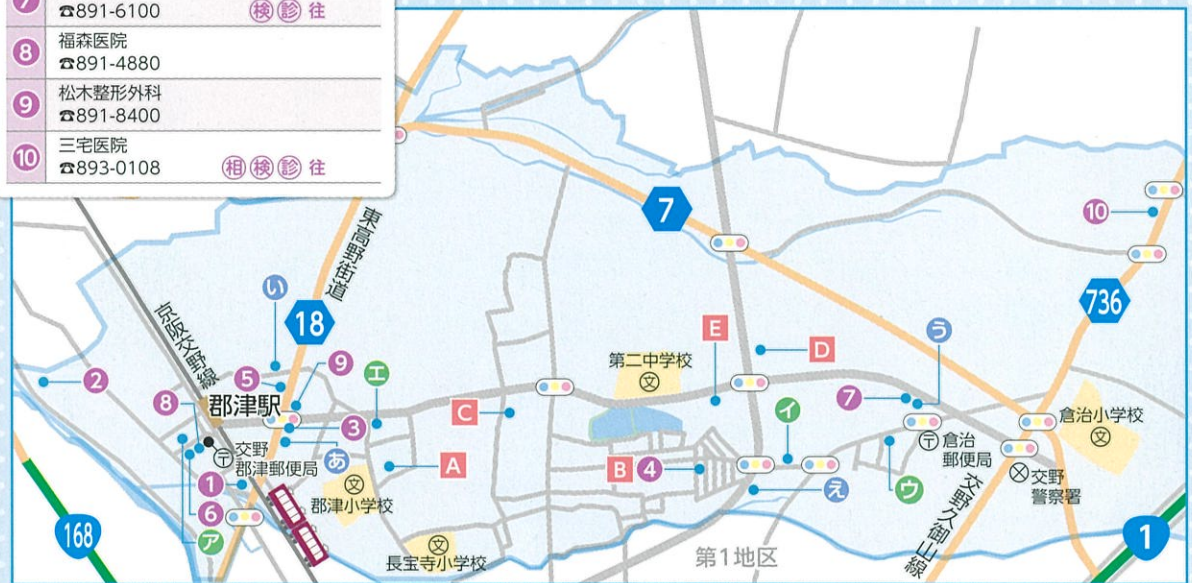 7
☎891-6100 検 診 往
8
福森医院
☎891-4880
9
松木整形外科
☎891-8400
10
三宅医院
☎893-0108 相 検 診 往
東高野街道
7
10
736
い
18
京阪交野線
う
E
D
第二中学校
文
9
エ
5
2
8
郡津駅
C
7
イ
倉治小学校
文
3
〒
倉治
郵便局
交野
郡津郵便局
〒
あ
A
B
4
1
文
郡津小学校
え
ウ
交野
警察署
6
ア
交野久御山線
168
文
長宝寺小学校
第1地区
1